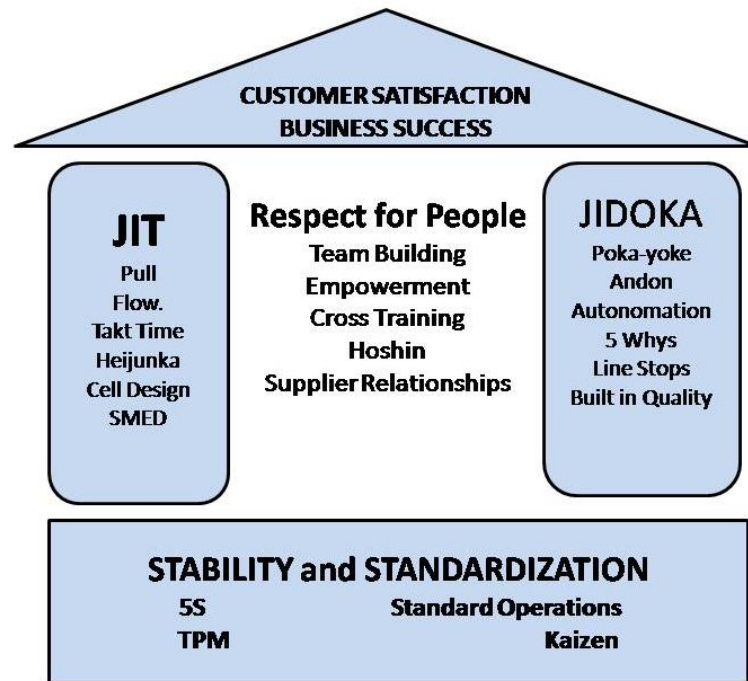 CUSTOMER SATISFACTION
BUSINESS SUCCESS
JIT
Pull
Flow.
Takt Time
Heijunka
Cell Design
SMED
Respect for People
Team Building
Empowerment
Cross Training
Hoshin
Supplier Relationships
JIDOKA
Poka-yoke
Andon
Autonomation
5 Whys
Line Stops
Built in Quality
STABILITY and STANDARDIZATION
5S Standard Operations
TPM Kaizen